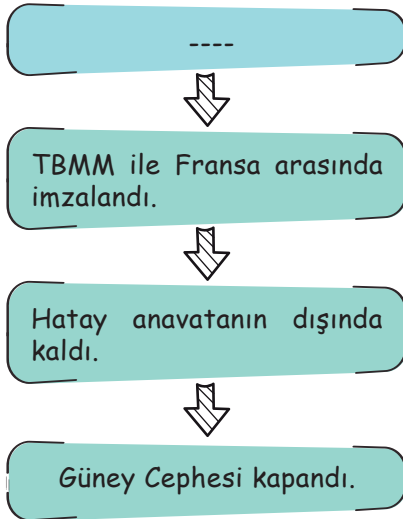 ----
TBMM ile Fransa arasında
imzalandı.
Hatay anavatanın dışında
kaldı.
Güney Cephesi kapandı.